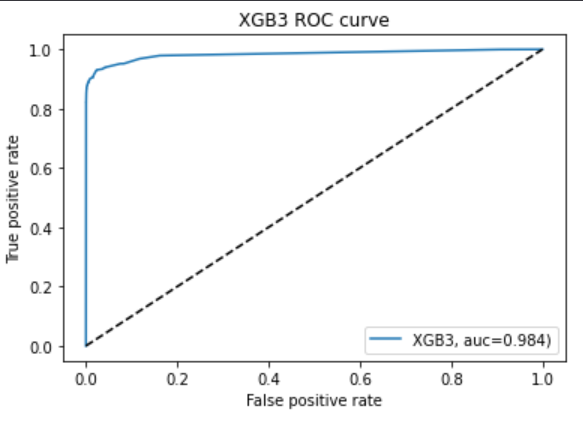 XGB3 ROC curve
1.0
0.8
0.6
0.4
0.2
0.0
True positive rate
XGB3, auc=0.984)
0.0 0.2 0.4 0.6 0.8 1.0
False positive rate